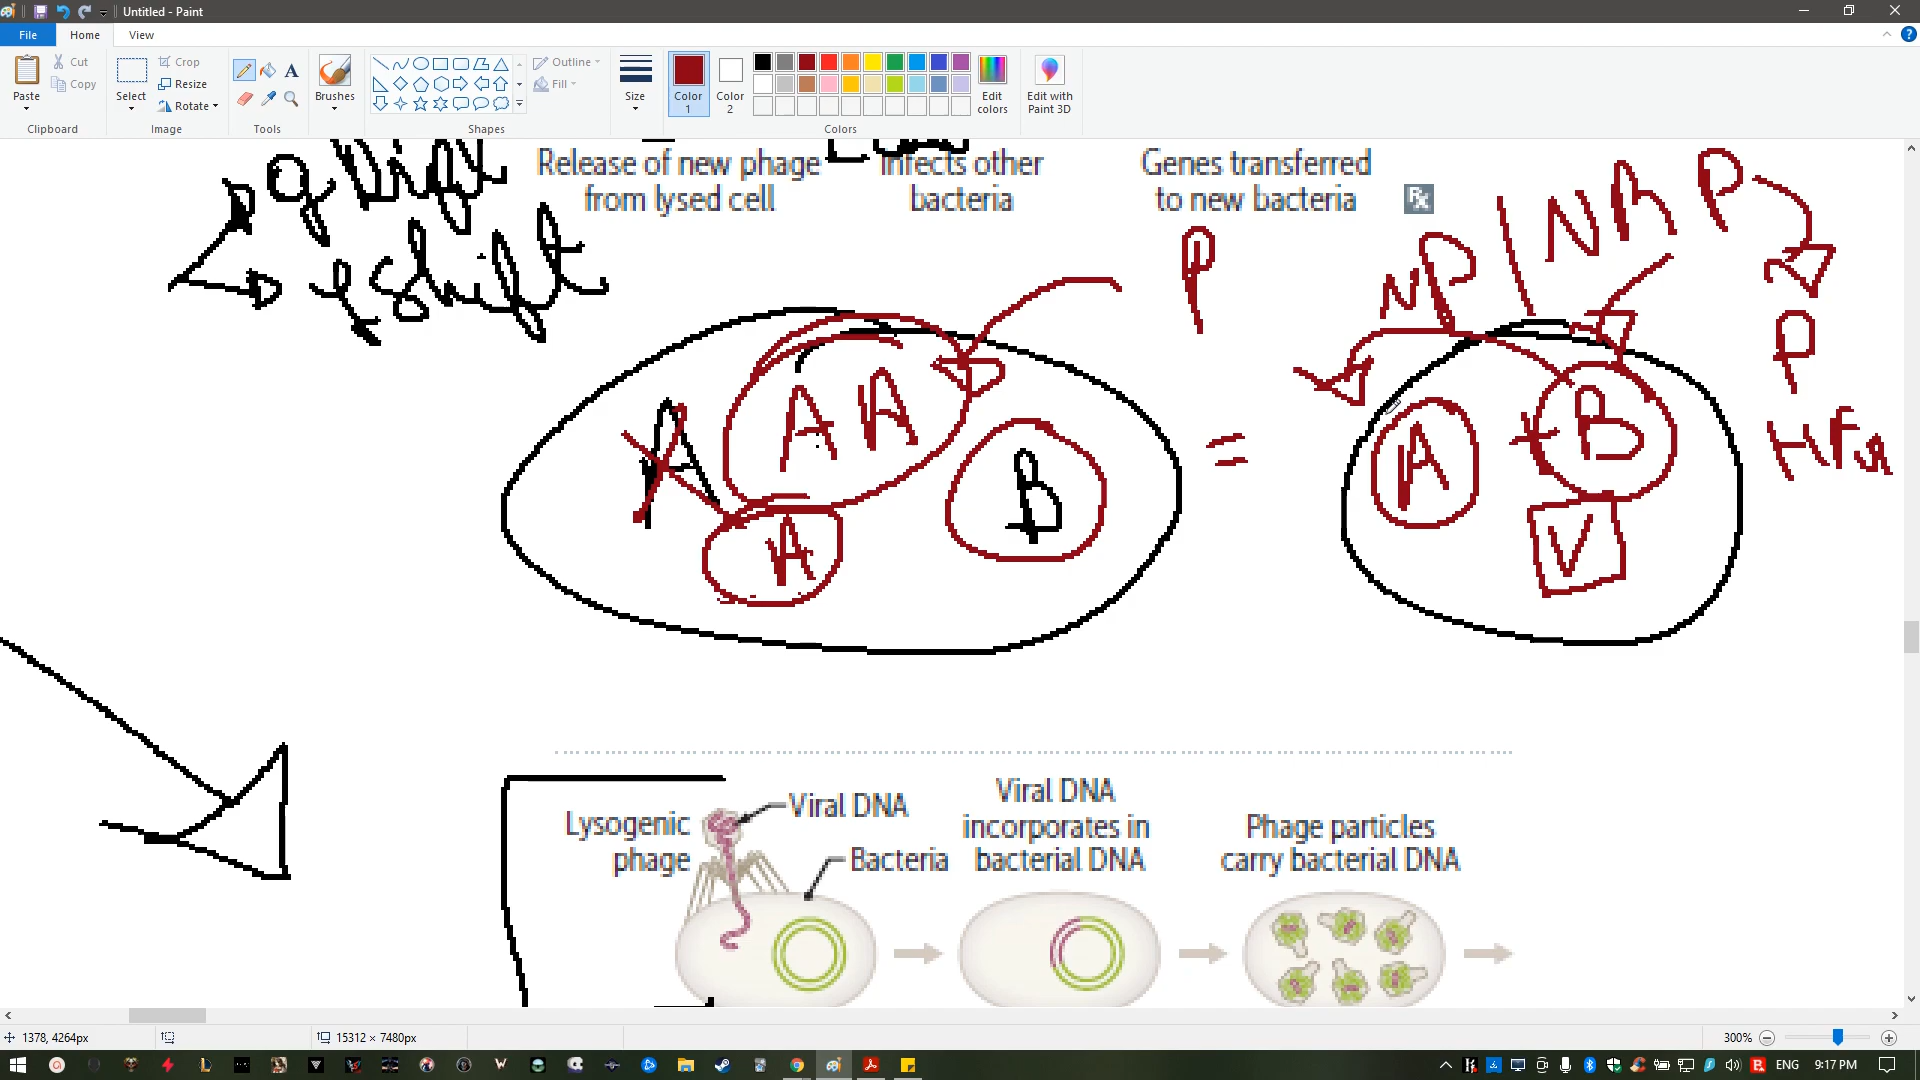 Untitled - Paint
File
Home
View
Paste
Cut
Copy
Clipboard
Select
Crop
Resize
Rotate
Image
Tools
Brushes
Shapes
Outline
Fill
Size
Color 1
Color 2
Edit colors
Edit with Paint 3D
Colors
Release of new phage from lysed cell
Infects other bacteria
Genes transferred to new bacteria
Rx
shift
P
NP
NAP
P
A
A A
A
B
=
A
B
V
Lysogenic phage
Viral DNA
Bacteria
Viral DNA incorporates in bacterial DNA
Phage particles carry bacterial DNA
1378, 4264px
15312 × 7480px
300%
ENG
9:17 PM